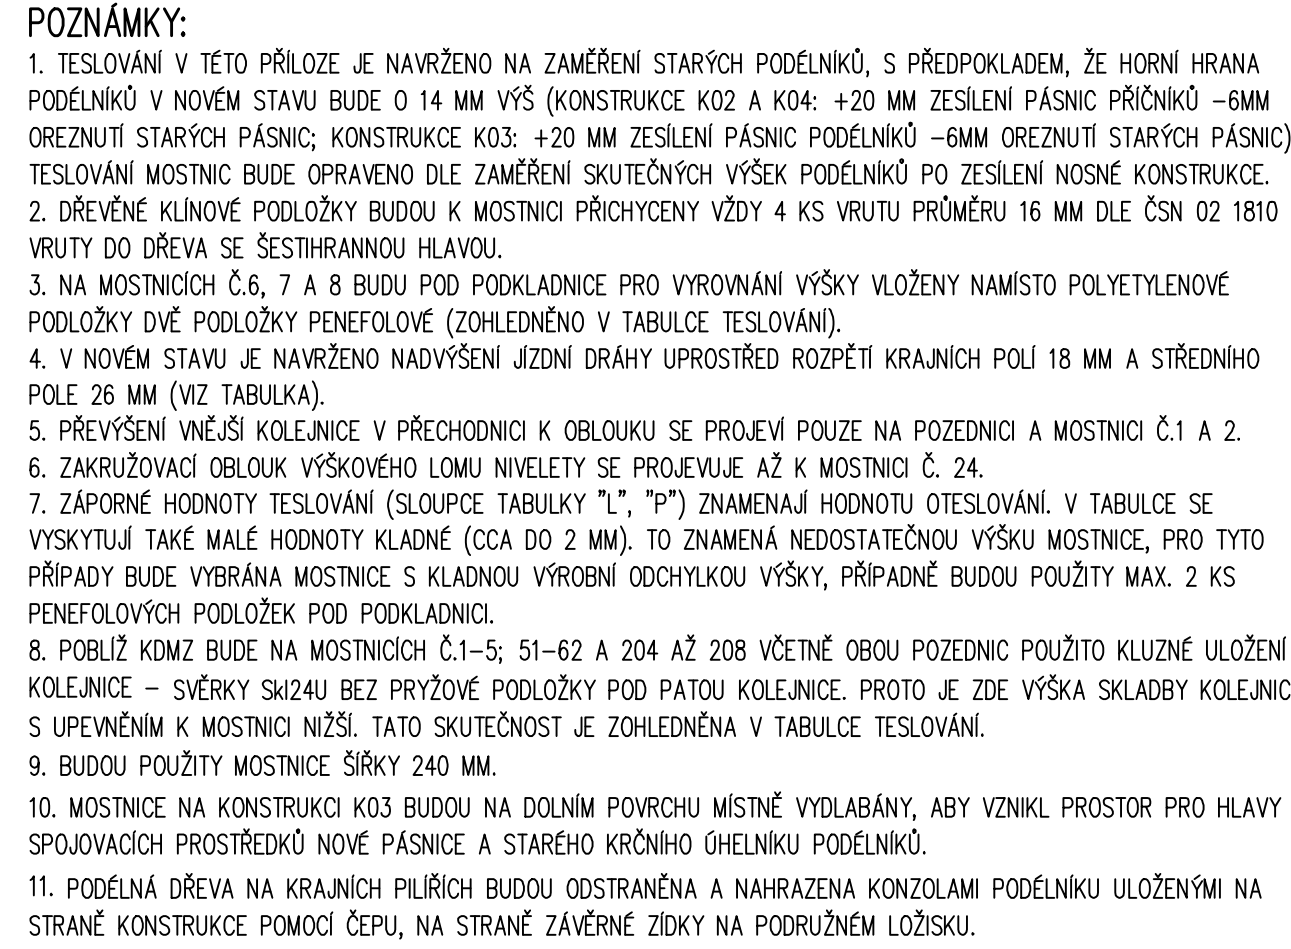 POZNÁMKY:
1. TESLOVÁNÍ V TÉTO PŘÍLOZE JE NAVRŽENO NA ZAMĚŘENÍ STARÝCH PODÉLNÍKŮ, S PŘEDPOKLADEM, ŽE HORNÍ HRANA
PODÉLNÍKŮ V NOVÉM STAVU BUDE O 14 MM VÝŠ (KONSTRUKCE K02 A K04: +20 MM ZESÍLENÍ PÁSNIC PŘÍČNÍKŮ -6MM
OREZNUTÍ STARÝCH PÁSNIC; KONSTRUKCE K03: +20 MM ZESÍLENÍ PÁSNIC PODÉLNÍKŮ -6MM OREZNUTÍ STARÝCH PÁSNIC)
TESLOVÁNÍ MOSTNIC BUDE OPRAVENO DLE ZAMĚŘENÍ SKUTEČNÝCH VÝŠEK PODÉLNÍKŮ PO ZESÍLENÍ NOSNÉ KONSTRUKCE.
2. DŘEVĚNÉ KLÍNOVÉ PODLOŽKY BUDOU K MOSTNICI PŘICHYCENY VŽDY 4 KS VRUTU PRŮMĚRU 16 MM DLE ČSN 02 1810
VRUTY DO DŘEVA SE ŠESTIHRANNOU HLAVOU.
3. NA MOSTNICÍCH Č.6, 7 A 8 BUDU POD PODKLADNICE PRO VYROVNÁNÍ VÝŠKY VLOŽENY NAMÍSTO POLYETYLENOVÉ
PODLOŽKY DVĚ PODLOŽKY PENEFOLOVÉ (ZOHLEDNĚNO V TABULCE TESLOVÁNÍ).
4. V NOVÉM STAVU JE NAVRŽENO NADVÝŠENÍ JÍZDNÍ DRÁHY UPROSTŘED ROZPĚTÍ KRAJNÍCH POLÍ 18 MM A STŘEDNÍHO
POLE 26 MM (VIZ TABULKA).
5. PŘEVÝŠENÍ VNĚJŠÍ KOLEJNICE V PŘECHODNICI K OBLOUKU SE PROJEVÍ POUZE NA POZEDNICI A MOSTNICI Č.1 A 2.
6. ZAKRUŽOVACÍ OBLOUK VÝŠKOVÉHO LOMU NIVELETY SE PROJEVUJE AŽ K MOSTNICI Č. 24.
7. ZÁPORNÉ HODNOTY TESLOVÁNÍ (SLOUPCE TABULKY "L", "P") ZNAMENAJÍ HODNOTU OTESLOVÁNÍ. V TABULCE SE
VYSKYTUJÍ TAKÉ MALÉ HODNOTY KLADNÉ (CCA DO 2 MM). TO ZNAMENÁ NEDOSTATEČNOU VÝŠKU MOSTNICE, PRO TYTO
PŘÍPADY BUDE VYBRÁNA MOSTNICE S KLADNOU VÝROBNÍ ODCHYLKOU VÝŠKY, PŘÍPADNĚ BUDOU POUŽITY MAX. 2 KS
PENEFOLOVÝCH PODLOŽEK POD PODKLADNICI.
8. POBLÍŽ KDMZ BUDE NA MOSTNICÍCH Č.1-5; 51-62 A 204 AŽ 208 VČETNĚ OBOU POZEDNIC POUŽITO KLUZNÉ ULOŽENÍ
KOLEJNICE - SVĚRKY Skl24U BEZ PRYŽOVÉ PODLOŽKY POD PATOU KOLEJNICE. PROTO JE ZDE VÝŠKA SKLADBY KOLEJNIC
S UPEVNĚNÍM K MOSTNICI NIŽŠÍ. TATO SKUTEČNOST JE ZOHLEDNĚNA V TABULCE TESLOVÁNÍ.
9. BUDOU POUŽITY MOSTNICE ŠÍŘKY 240 MM.
10. MOSTNICE NA KONSTRUKCI K03 BUDOU NA DOLNÍM POVRCHU MÍSTNĚ VYDLABÁNY, ABY VZNIKL PROSTOR PRO HLAVY
SPOJOVACÍCH PROSTŘEDKŮ NOVÉ PÁSNICE A STARÉHO KRČNÍHO ÚHELNÍKU PODÉLNÍKŮ.
11. PODÉLNÁ DŘEVA NA KRAJNÍCH PILÍŘÍCH BUDOU ODSTRANĚNA A NAHRAZENA KONZOLAMI PODÉLNÍKU ULOŽENÝMI NA
STRANĚ KONSTRUKCE POMOCÍ ČEPU, NA STRANĚ ZÁVĚRNÉ ZÍDKY NA PODRUŽNÉM LOŽISKU.